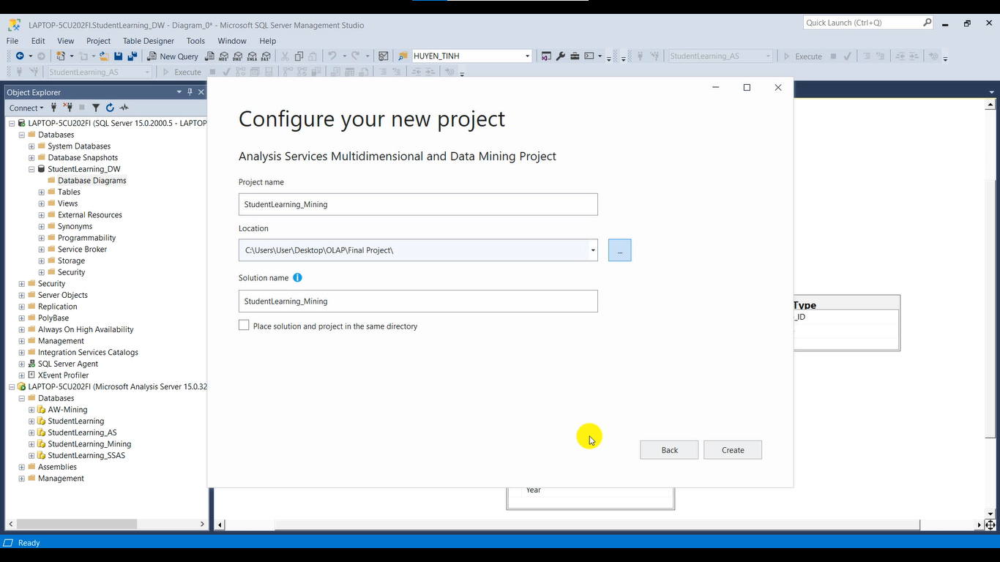 LAPTOP-5CU202FI.StudentLearning_DW - Diagram_0* - Microsoft SQL Server Management Studio
Quick Launch (Ctrl+Q)
File Edit View Project Table Designer Tools Window Help
New Query MDX DMX XMLA DAX HUYEN_TINH StudentLearning_AS Execute
StudentLearning_AS Execute
Object Explorer
Connect
LAPTOP-5CU202FI (SQL Server 15.0.2000.5 - LAPTOP
Databases
System Databases
Database Snapshots
StudentLearning_DW
Database Diagrams
Tables
Views
External Resources
Synonyms
Programmability
Service Broker
Storage
Security
Security
Server Objects
Replication
PolyBase
Always On High Availability
Management
Integration Services Catalogs
SQL Server Agent
XEvent Profiler
LAPTOP-5CU202FI (Microsoft Analysis Server 15.0.32
Databases
AW-Mining
StudentLearning
StudentLearning_AS
StudentLearning_Mining
StudentLearning_SSAS
Assemblies
Management
Configure your new project
Analysis Services Multidimensional and Data Mining Project
Project name
StudentLearning_Mining
Location
C:\Users\User\Desktop\OLAP\Final Project\
...
Solution name
StudentLearning_Mining
Place solution and project in the same directory
Back Create
Type
_ID
Year
Ready